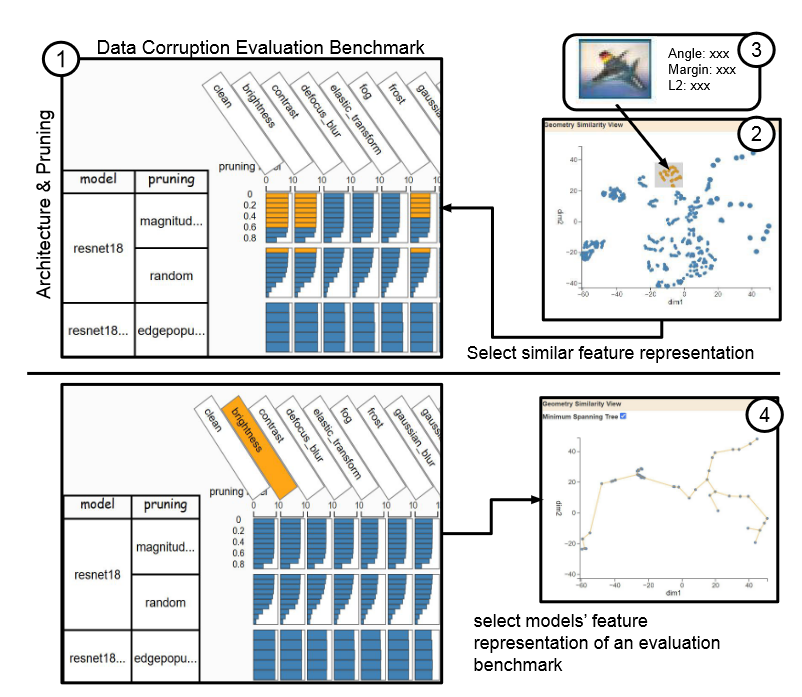 Data Corruption Evaluation Benchmark
1
Architecture & Pruning
clean
brightness
contrast
defocus_blur
elastic_transform
fog
frost
gaussia
pruning
0 10 10 10 10 10 10
model pruning
0
0.2
0.4
0.6
0.8
magnitud...
resnet18
random
resnet18... edgepopu...
3
Angle: xxx
Margin: xxx
L2: xxx
2
Geometry Similarity View
40
20
0
−20
−40
dim2
−60 −40 −20 0 20 40
dim1
Select similar feature representation
clean
brightness
contrast
defocus_blur
elastic_transform
fog
frost
gaussian_blur
gauss
pruning
0 10 10 10 10 10 10 1
model pruning
0
0.2
0.4
0.6
0.8
magnitud...
resnet18
random
resnet18... edgepopu...
4
Geometry Similarity View
Minimum Spanning Tree
40
20
0
−20
−40
dim2
−60 −40 −20 0 20 40
dim1
select models' feature
representation of an evaluation
benchmark